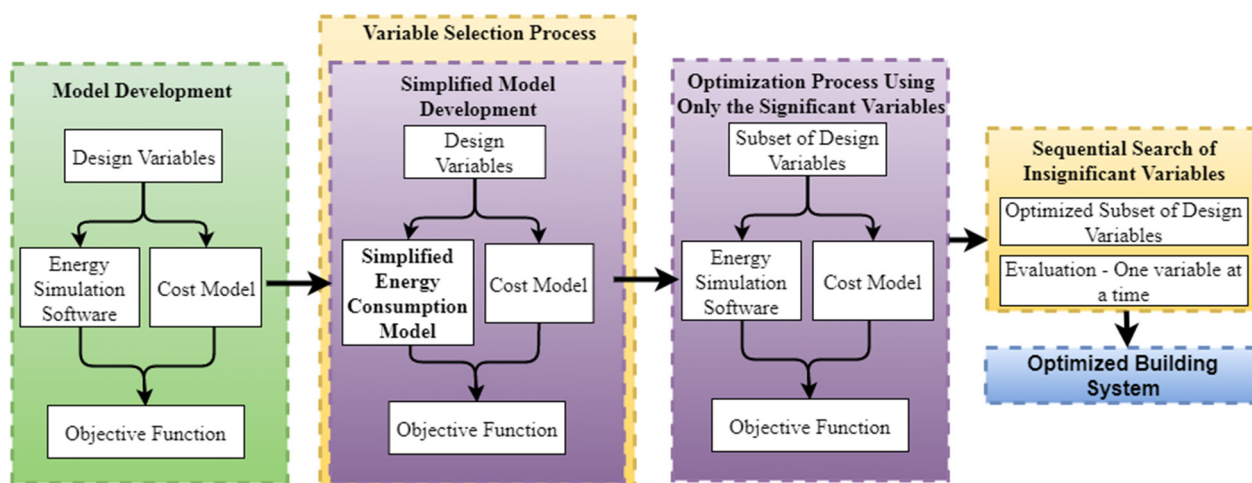 Model Development
Design Variables
Energy
Simulation
Software
Cost Model
Objective Function
Variable Selection Process
Simplified Model
Development
Design
Variables
Simplified
Energy
Consumption
Model
Cost Model
Objective Function
Optimization Process Using
Only the Significant Variables
Subset of Design
Variables
Energy
Simulation
Software
Cost Model
Objective Function
Sequential Search of
Insignificant Variables
Optimized Subset of Design
Variables
Evaluation - One variable at
a time
Optimized Building
System